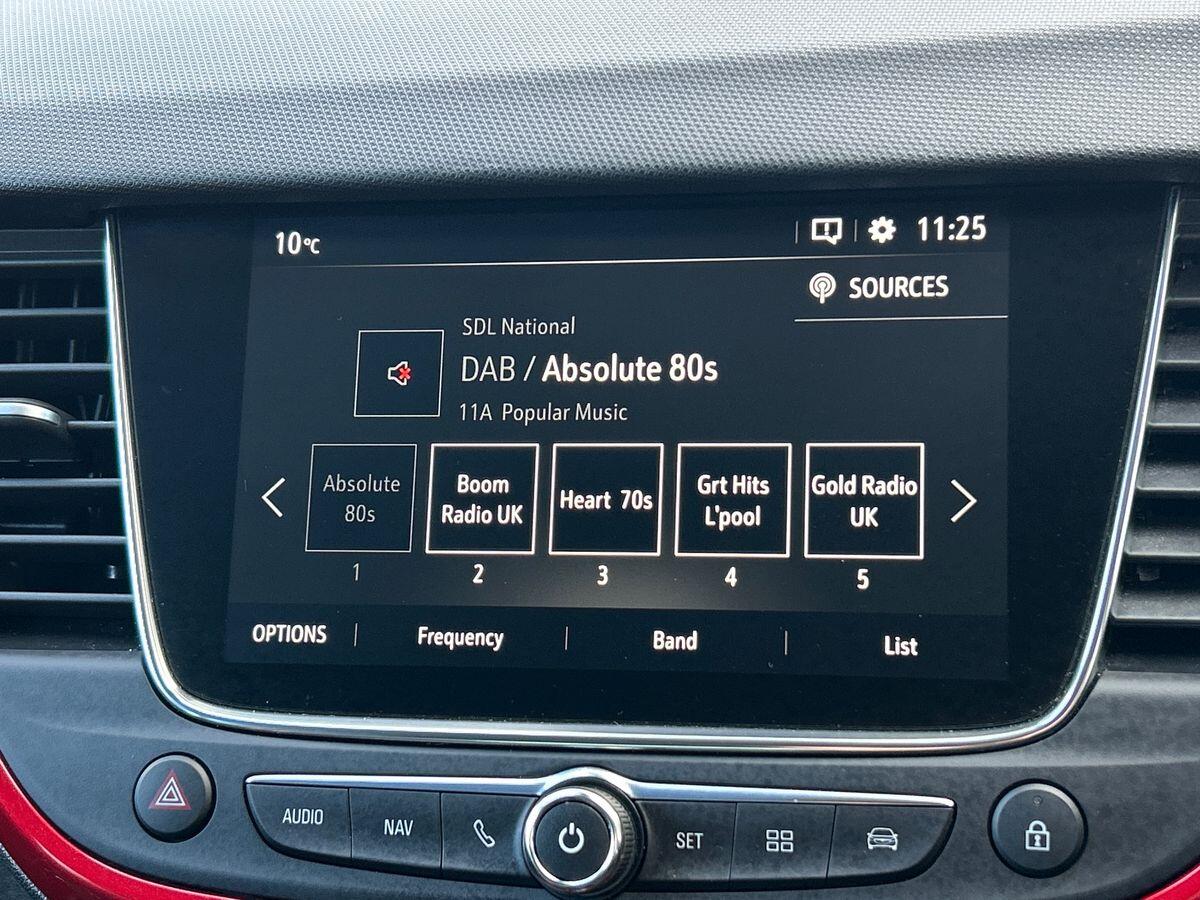 10°C
11:25
SOURCES
SDL National
DAB / Absolute 80s
11A Popular Music
Absolute
80s
Boom
Radio UK
Heart 70s
Grt Hits
L'pool
Gold Radio
UK
1
2
3
4
5
OPTIONS
Frequency
Band
List
AUDIO
NAV
SET